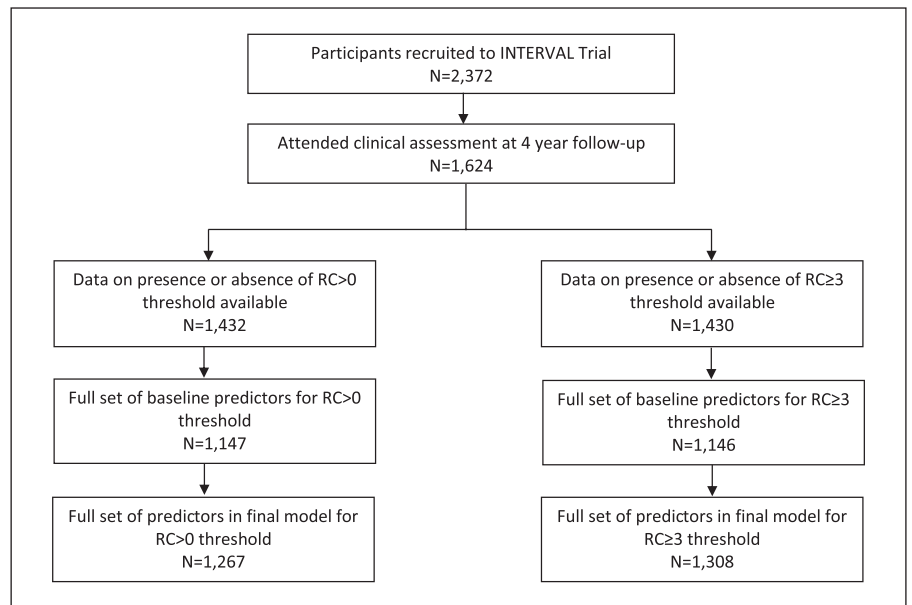 Participants recruited to INTERVAL Trial
N=2,372
Attended clinical assessment at 4 year follow-up
N=1,624
Data on presence or absence of RC>0
threshold available
N=1,432
Data on presence or absence of RC≥3
threshold available
N=1,430
Full set of baseline predictors for RC>0
threshold
N=1,147
Full set of baseline predictors for RC≥3
threshold
N=1,146
Full set of predictors in final model for
RC>0 threshold
N=1,267
Full set of predictors in final model for
RC≥3 threshold
N=1,308